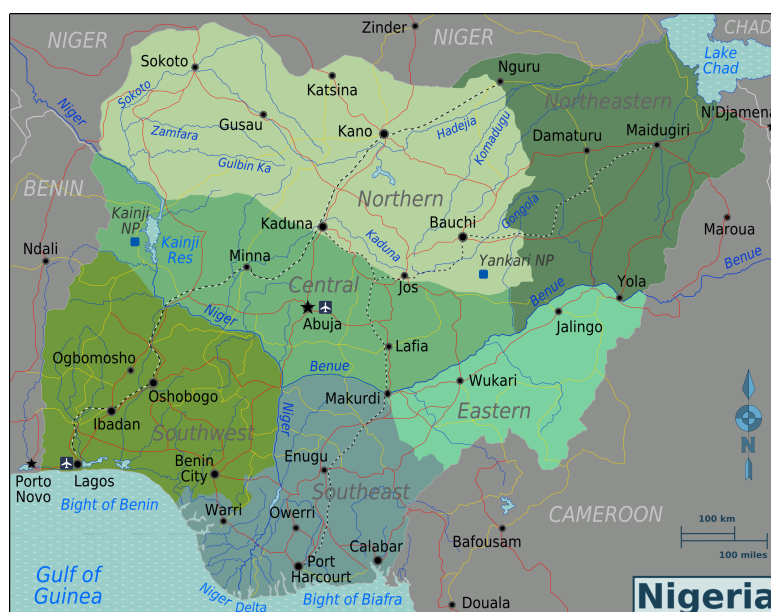 Zinder
CHAD
NIGER
NIGER
Lake
Chad
Sokoto
Nguru
Katsina
Northeastern
Niger
Sokoto
N'Djamena
Gusau
Kano
Hadejia
Komadugu
Damaturu
Maidugiri
Zamfara
Gulbin Ka
BENIN
Northern
Kainji
NP
Kaduna
Bauchi
Gongola
Maroua
Ndali
Kainji
Res
Minna
Kaduna
Yankari NP
Benue
Central
Jos
Benue
Yola
Niger
Abuja
Jalingo
Lafia
Ogbomosho
Benue
Wukari
Oshobogo
Makurdi
Ibadan
Niger
Eastern
Southwest
N
Benin
City
Enugu
Porto
Novo
Lagos
Southeast
Bight of Benin
Warri
Owerri
CAMEROON
100 km
Bafousam
Calabar
100 miles
Port
Harcourt
Gulf of
Guinea
Niger Delta
Bight of Biafra
Douala
Nigeria